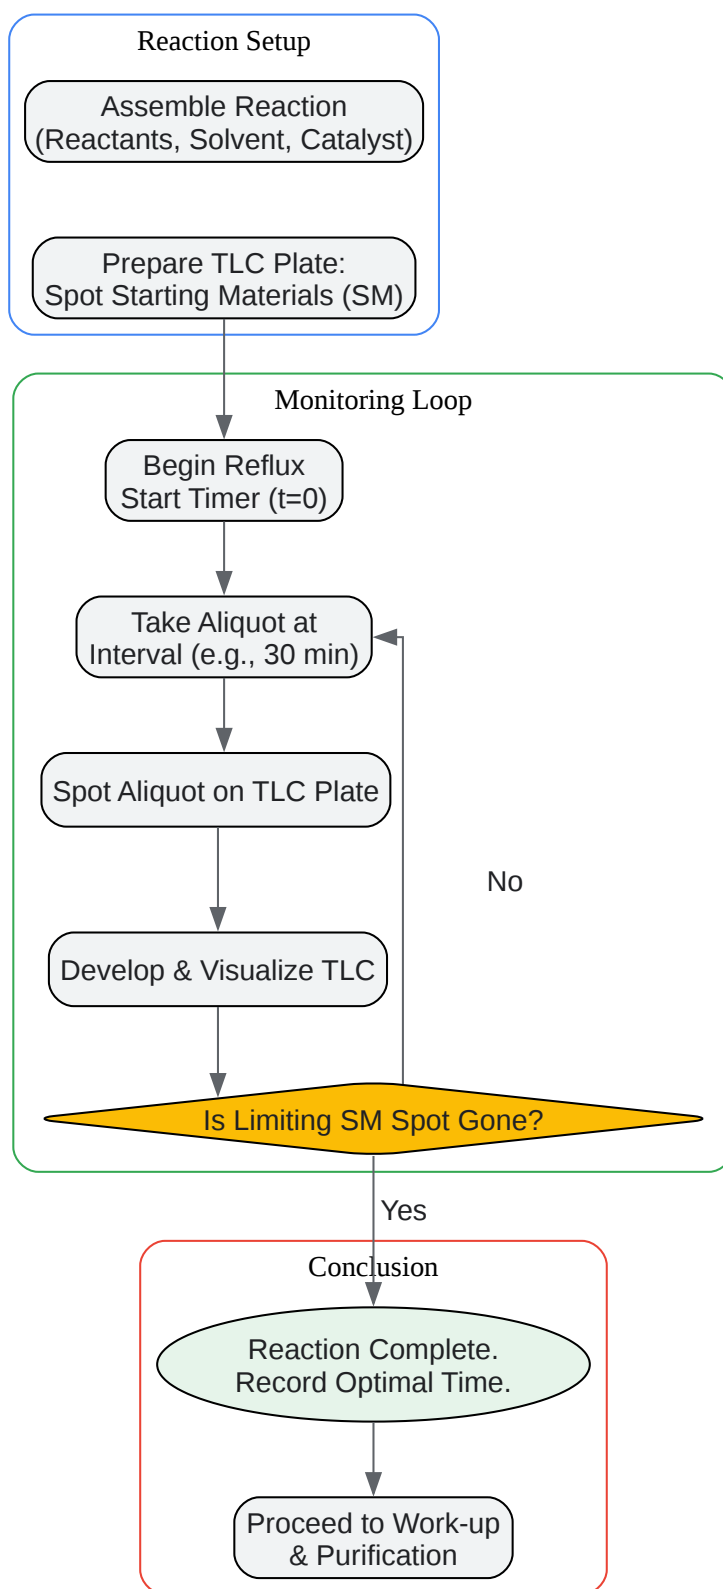 Reaction Setup
Assemble Reaction
(Reactants, Solvent, Catalyst)
Prepare TLC Plate:
Spot Starting Materials (SM)
Monitoring Loop
Begin Reflux
Start Timer (t=0)
Take Aliquot at
Interval (e.g., 30 min)
Spot Aliquot on TLC Plate
No
Develop & Visualize TLC
Is Limiting SM Spot Gone?
Yes
Conclusion
Reaction Complete.
Record Optimal Time.
Proceed to Work-up
& Purification